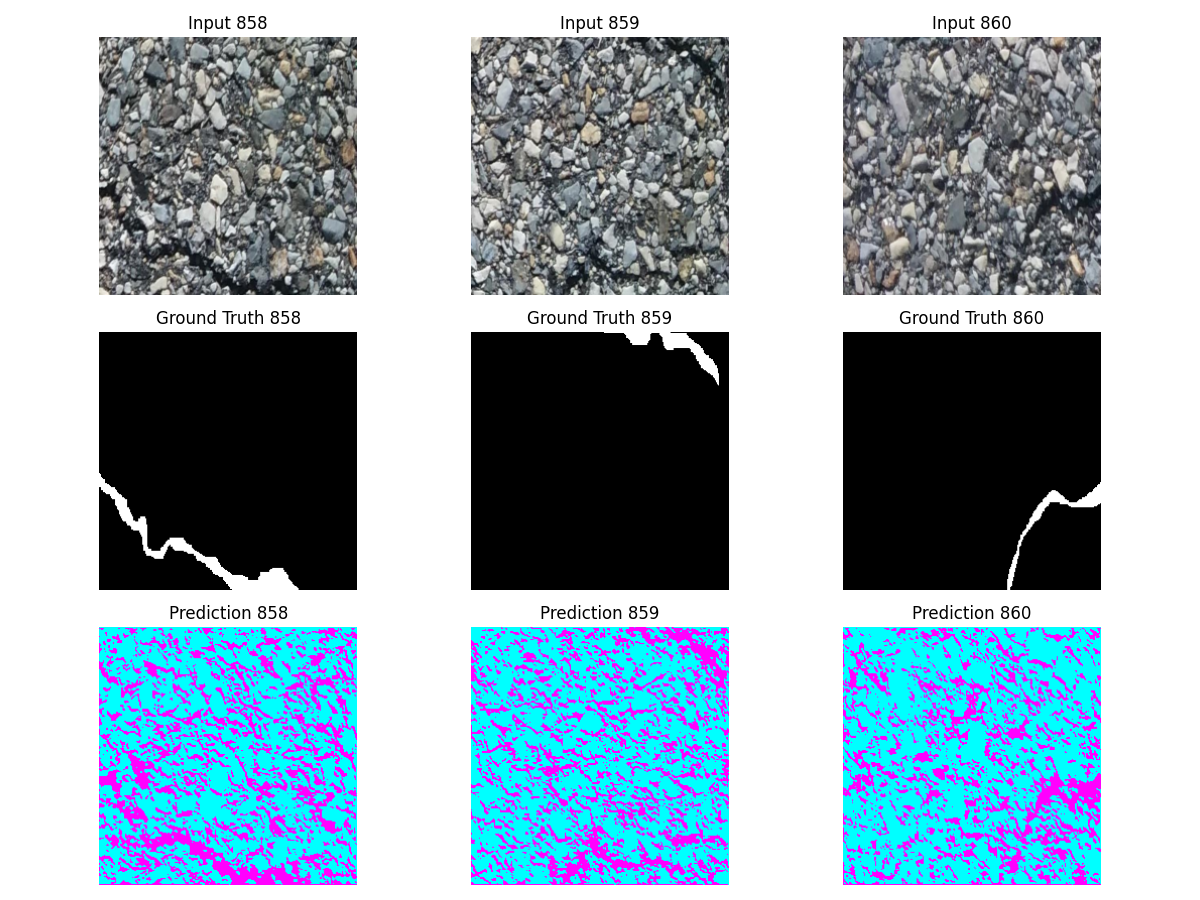 Input 858
Input 859
Input 860
Ground Truth 858
Ground Truth 859
Ground Truth 860
Prediction 858
Prediction 859
Prediction 860